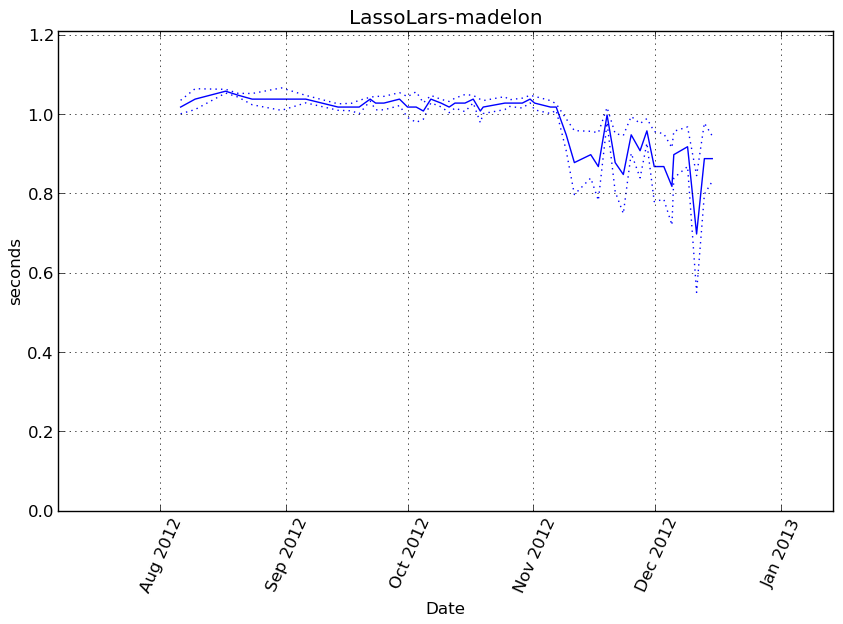 LassoLars-madelon
1.2
1.0
0.8
0.6
0.4
0.2
0.0
seconds
Aug 2012
Sep 2012
Oct 2012
Nov 2012
Dec 2012
Jan 2013
Date